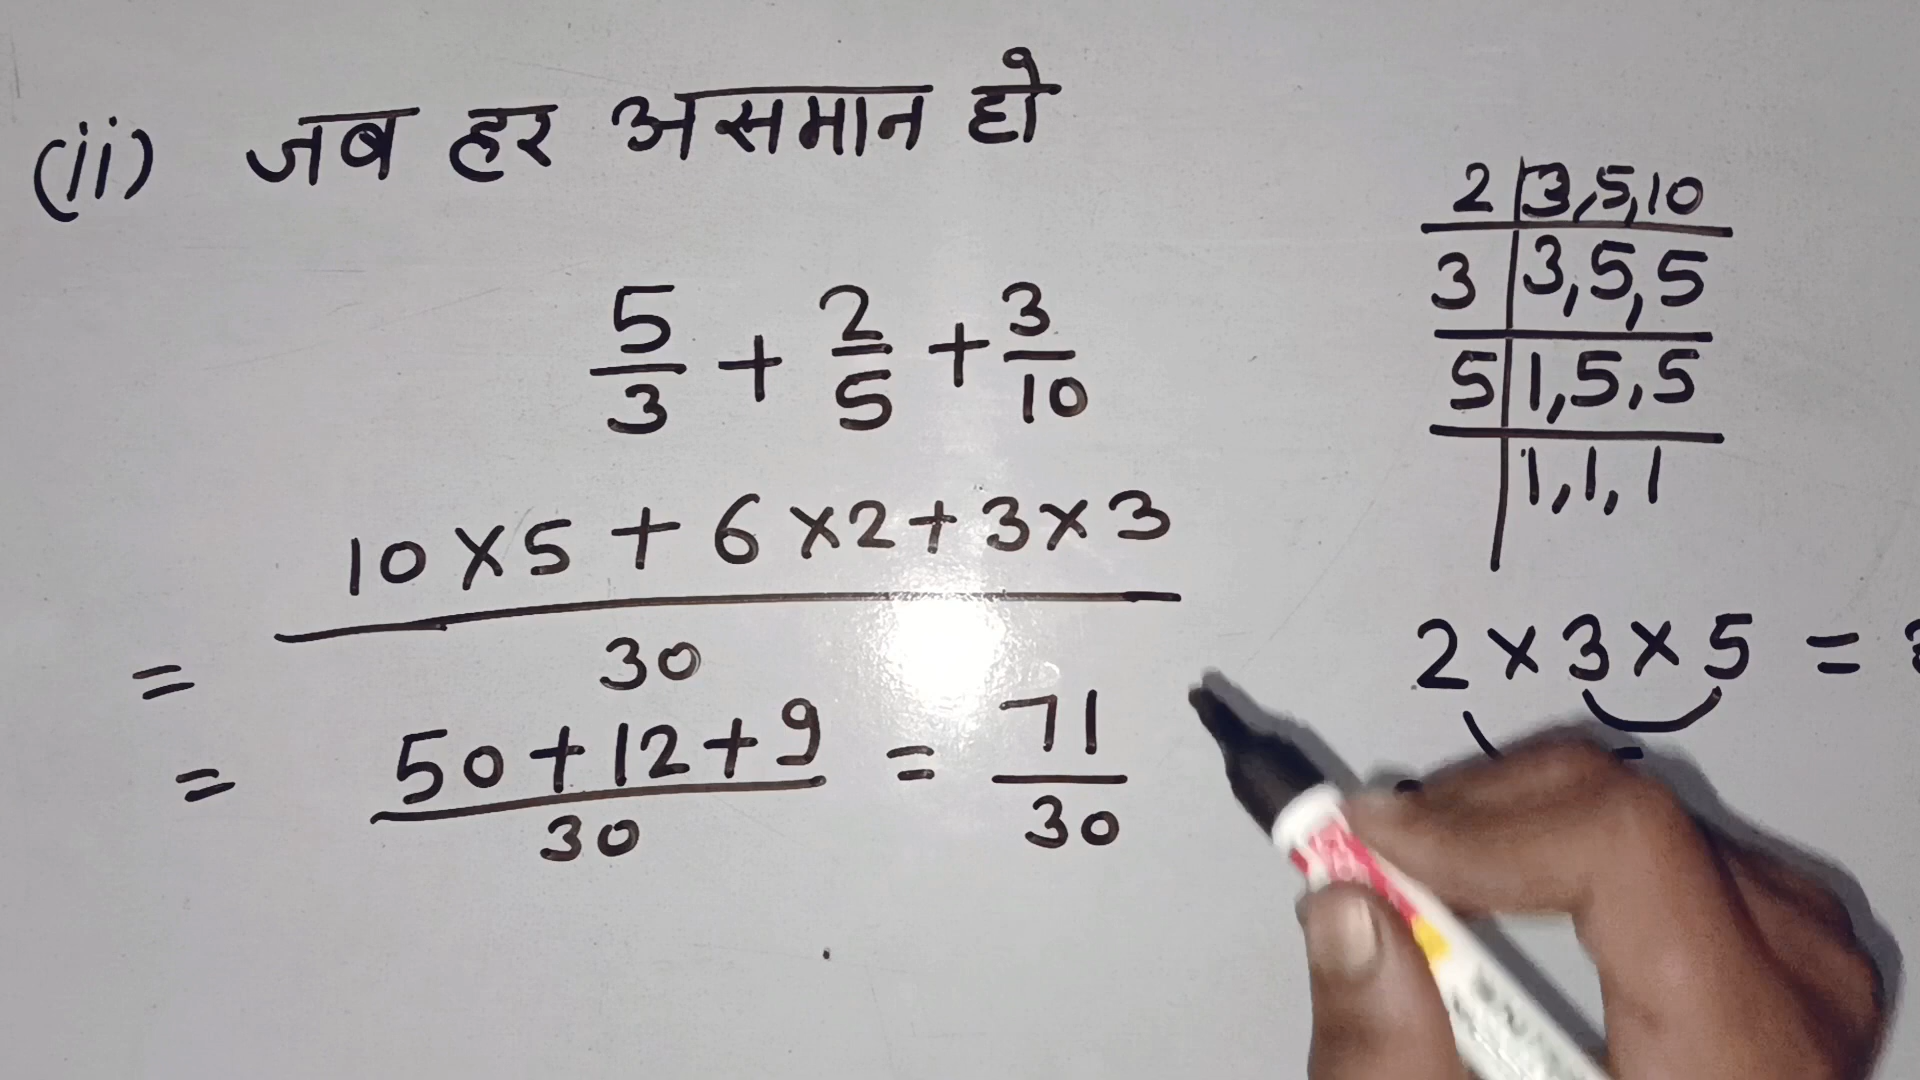 (ii) जब हर असमान हो
5/3 + 2/5 + 3/10
= 10 × 5 + 6 × 2 + 3 × 3 / 30
= 50 + 12 + 9 / 30 = 71/30
2 | 3, 5, 10
3 | 3, 5, 5
5 | 1, 5, 5
| 1, 1, 1
2 × 3 × 5 =